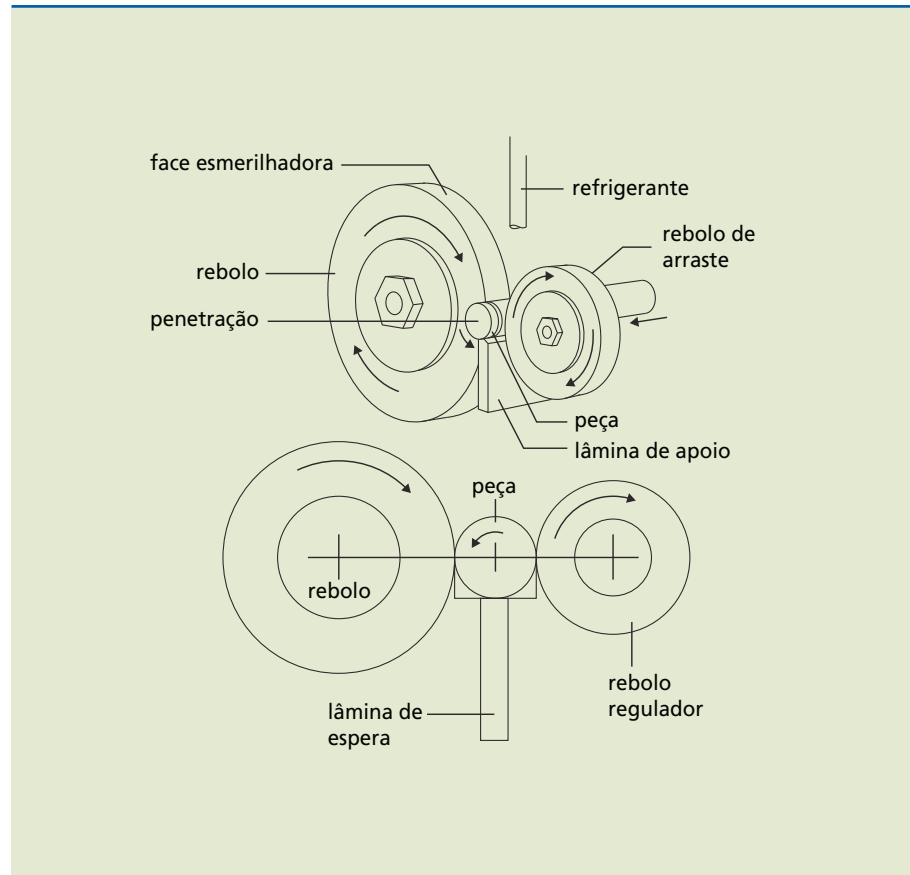 face esmerilhadora
refrigerante
rebolo de
arraste
rebolo
penetração
peça
lâmina de apoio
peça
rebolo
rebolo
regulador
lâmina de
espera